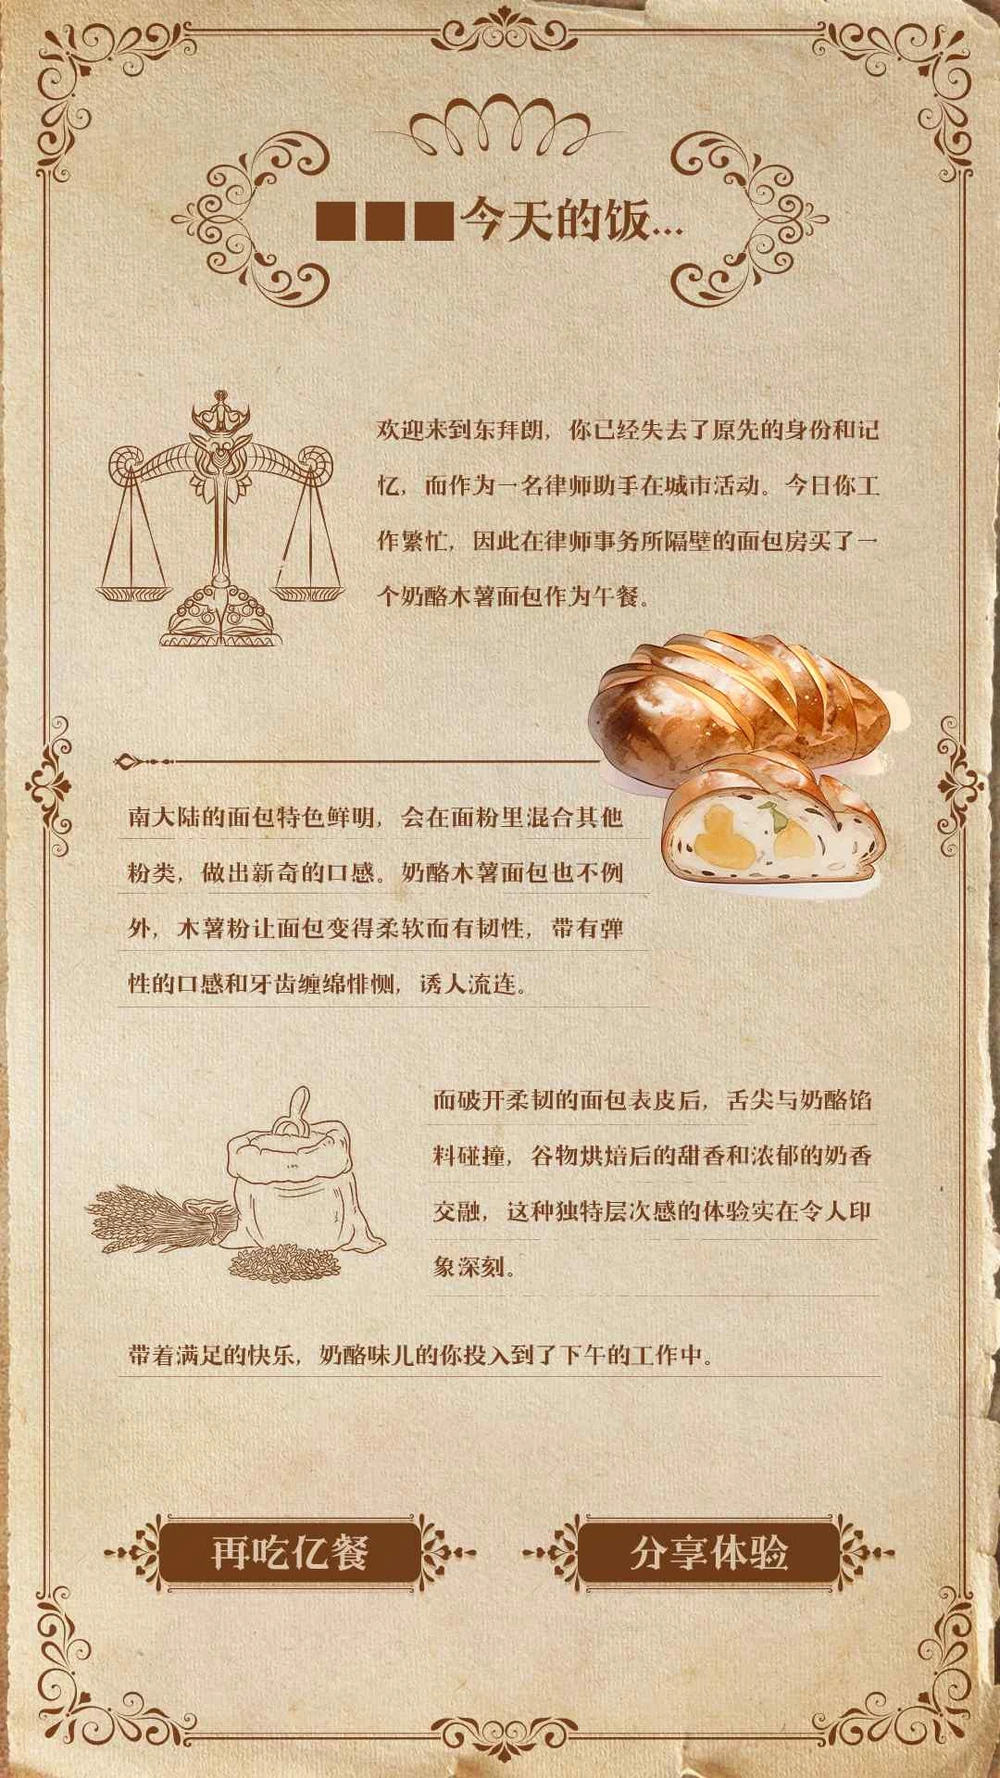 ■■■今天的饭...
欢迎来到东拜朗，你已经失去了原先的身份和记
忆，而作为一名律师助手在城市活动。今日你工
作繁忙，因此在律师事务所隔壁的面包房买了一
个奶酪木薯面包作为午餐。
南大陆的面包特色鲜明，会在面粉里混合其他
粉类，做出新奇的口感。奶酪木薯面包也不例
外，木薯粉让面包变得柔软而有韧性，带有弹
性的口感和牙齿缠绵悱恻，诱人流连。
而破开柔韧的面包表皮后，舌尖与奶酪馅
料碰撞，谷物烘焙后的甜香和浓郁的奶香
交融，这种独特层次感的体验实在令人印
象深刻。
带着满足的快乐，奶酪味儿的你投入到了下午的工作中。
再吃亿餐
分享体验